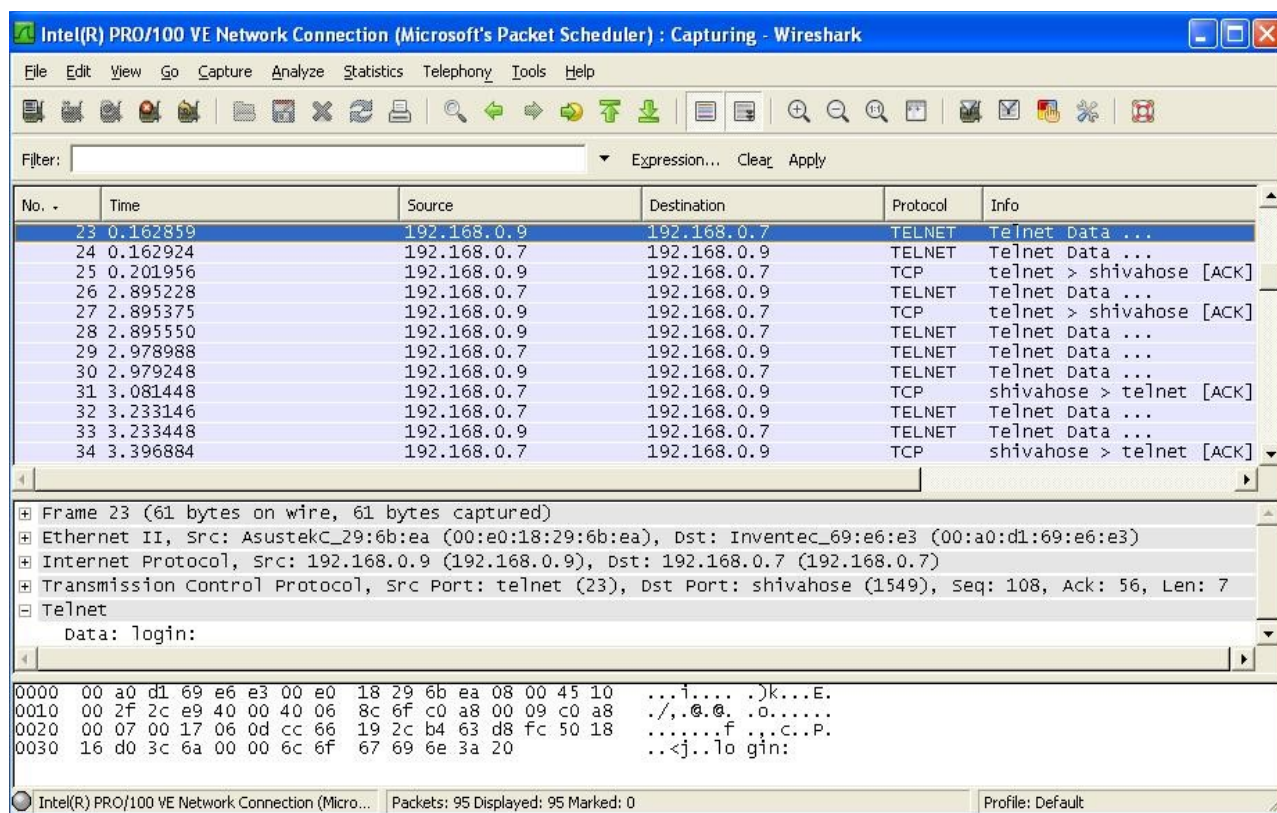 Intel(R) PRO/100 VE Network Connection (Microsoft's Packet Scheduler) : Capturing - Wireshark
File Edit View Go Capture Analyze Statistics Telephony Tools Help
Filter: Expression... Clear Apply
No. Time Source Destination Protocol Info
23 0.162859 192.168.0.9 192.168.0.7 TELNET Telnet Data ...
24 0.162924 192.168.0.7 192.168.0.9 TELNET Telnet Data ...
25 0.201956 192.168.0.9 192.168.0.7 TCP telnet > shivahose [ACK]
26 2.895228 192.168.0.7 192.168.0.9 TELNET Telnet Data ...
27 2.895375 192.168.0.9 192.168.0.7 TCP telnet > shivahose [ACK]
28 2.895550 192.168.0.9 192.168.0.7 TELNET Telnet Data ...
29 2.978988 192.168.0.7 192.168.0.9 TELNET Telnet Data ...
30 2.979248 192.168.0.9 192.168.0.7 TELNET Telnet Data ...
31 3.081448 192.168.0.7 192.168.0.9 TCP shivahose > telnet [ACK]
32 3.233146 192.168.0.7 192.168.0.9 TELNET Telnet Data ...
33 3.233448 192.168.0.9 192.168.0.7 TELNET Telnet Data ...
34 3.396884 192.168.0.7 192.168.0.9 TCP shivahose > telnet [ACK]
Frame 23 (61 bytes on wire, 61 bytes captured)
Ethernet II, Src: AsustekC_29:6b:ea (00:e0:18:29:6b:ea), Dst: Inventec_69:e6:e3 (00:a0:d1:69:e6:e3)
Internet Protocol, Src: 192.168.0.9 (192.168.0.9), Dst: 192.168.0.7 (192.168.0.7)
Transmission Control Protocol, Src Port: telnet (23), Dst Port: shivahose (1549), Seq: 108, Ack: 56, Len: 7
Telnet
Data: login:
0000 00 a0 d1 69 e6 e3 00 e0 18 29 6b ea 08 00 45 10 ...i.... .)k...E.
0010 00 2f 2c e9 40 00 40 06 8c 6f c0 a8 00 09 c0 a8 ./,.@.@. .o......
0020 00 07 00 17 06 0d cc 66 19 2c b4 63 d8 fc 50 18 .......f .,.c..P.
0030 16 d0 3c 6a 00 00 6c 6f 67 69 6e 3a 20 ..<j..lo gin:
Intel(R) PRO/100 VE Network Connection (Micro... Packets: 95 Displayed: 95 Marked: 0 Profile: Default